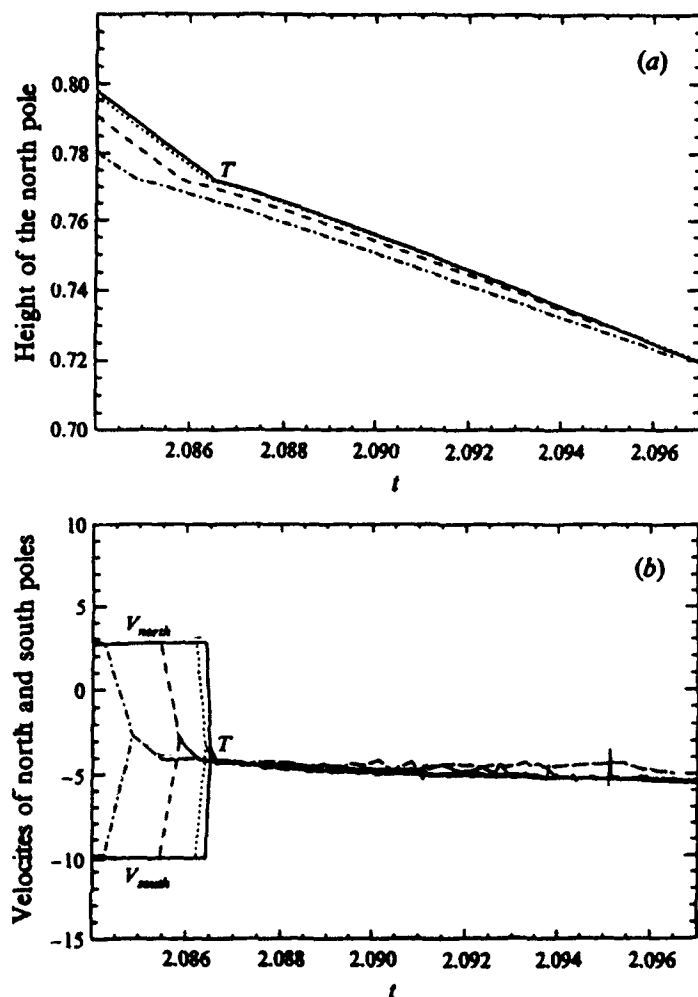 (a)
Height of the north pole
0.80
0.78
0.76
0.74
0.72
0.70
T
2.086 2.088 2.090 2.092 2.094 2.096
t
(b)
Velocites of north and south poles
10
5
0
−5
−10
−15
V_north
T
V_south
2.086 2.088 2.090 2.092 2.094 2.096
t